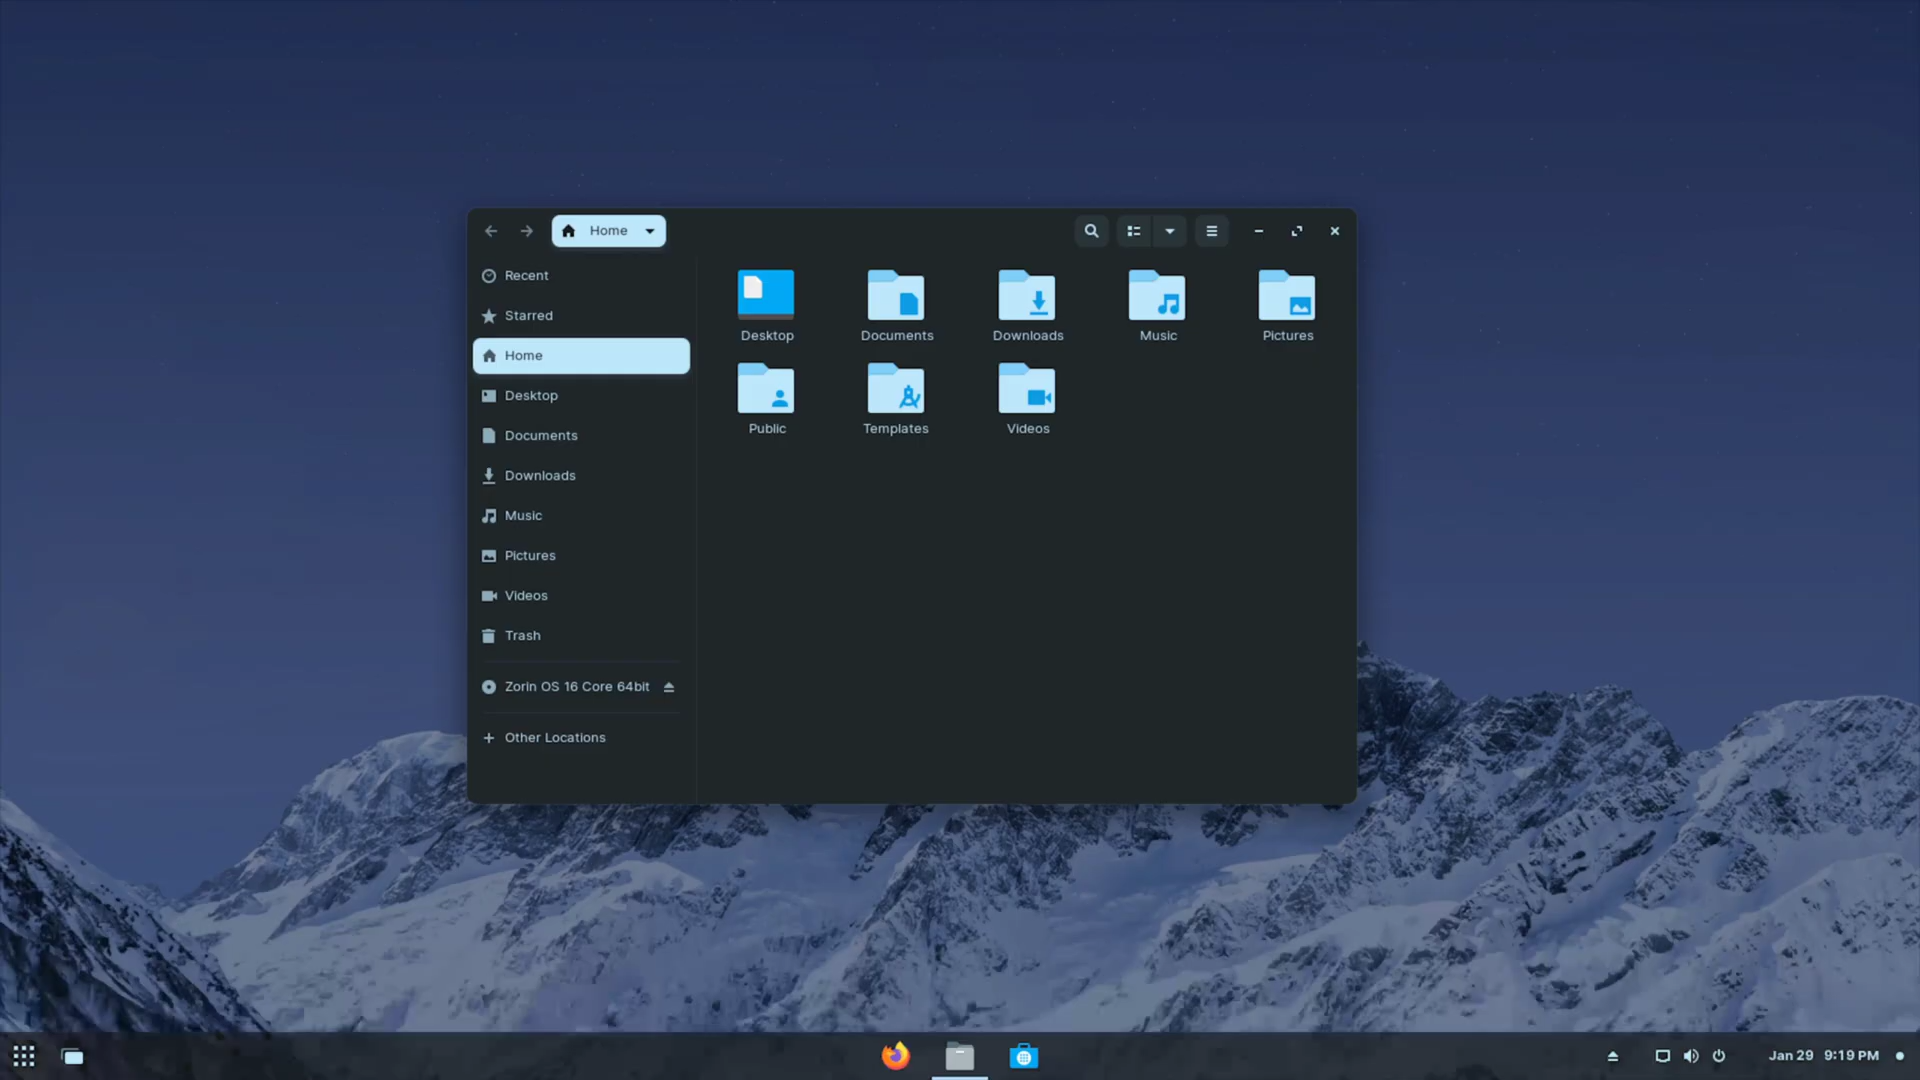 Home
Recent
Starred
Home
Desktop
Documents
Downloads
Music
Pictures
Videos
Trash
Zorin OS 16 Core 64bit
Other Locations
Desktop Documents Downloads Music Pictures
Public Templates Videos
Jan 29 9:19 PM